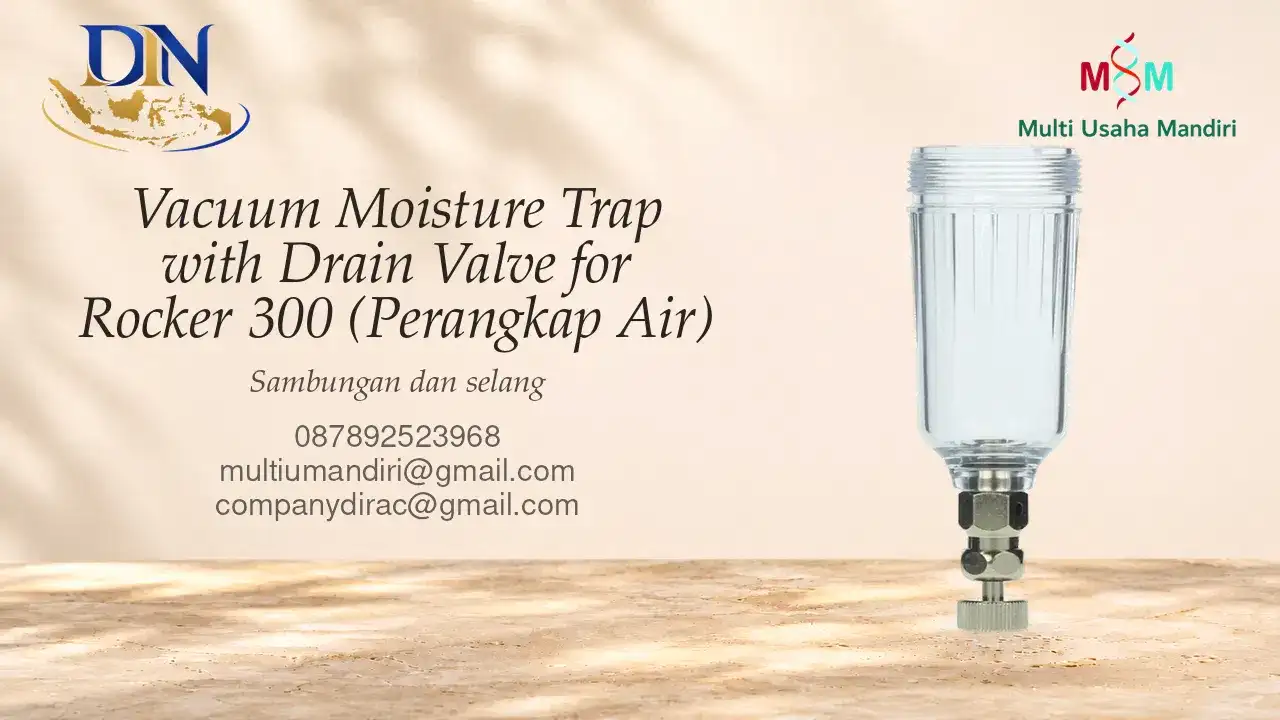 DIN
M M
Multi Usaha Mandiri
Vacuum Moisture Trap
with Drain Valve for
Rocker 300 (Perangkap Air)
Sambungan dan selang
087892523968
multiumandiri@gmail.com
companydirac@gmail.com